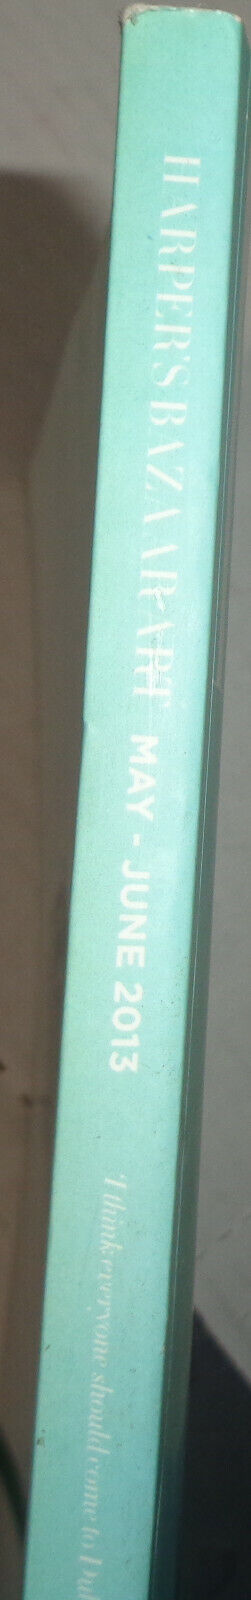 HARPER'S BAZAAR ART MAY - JUNE 2013 'I think everyone should come to